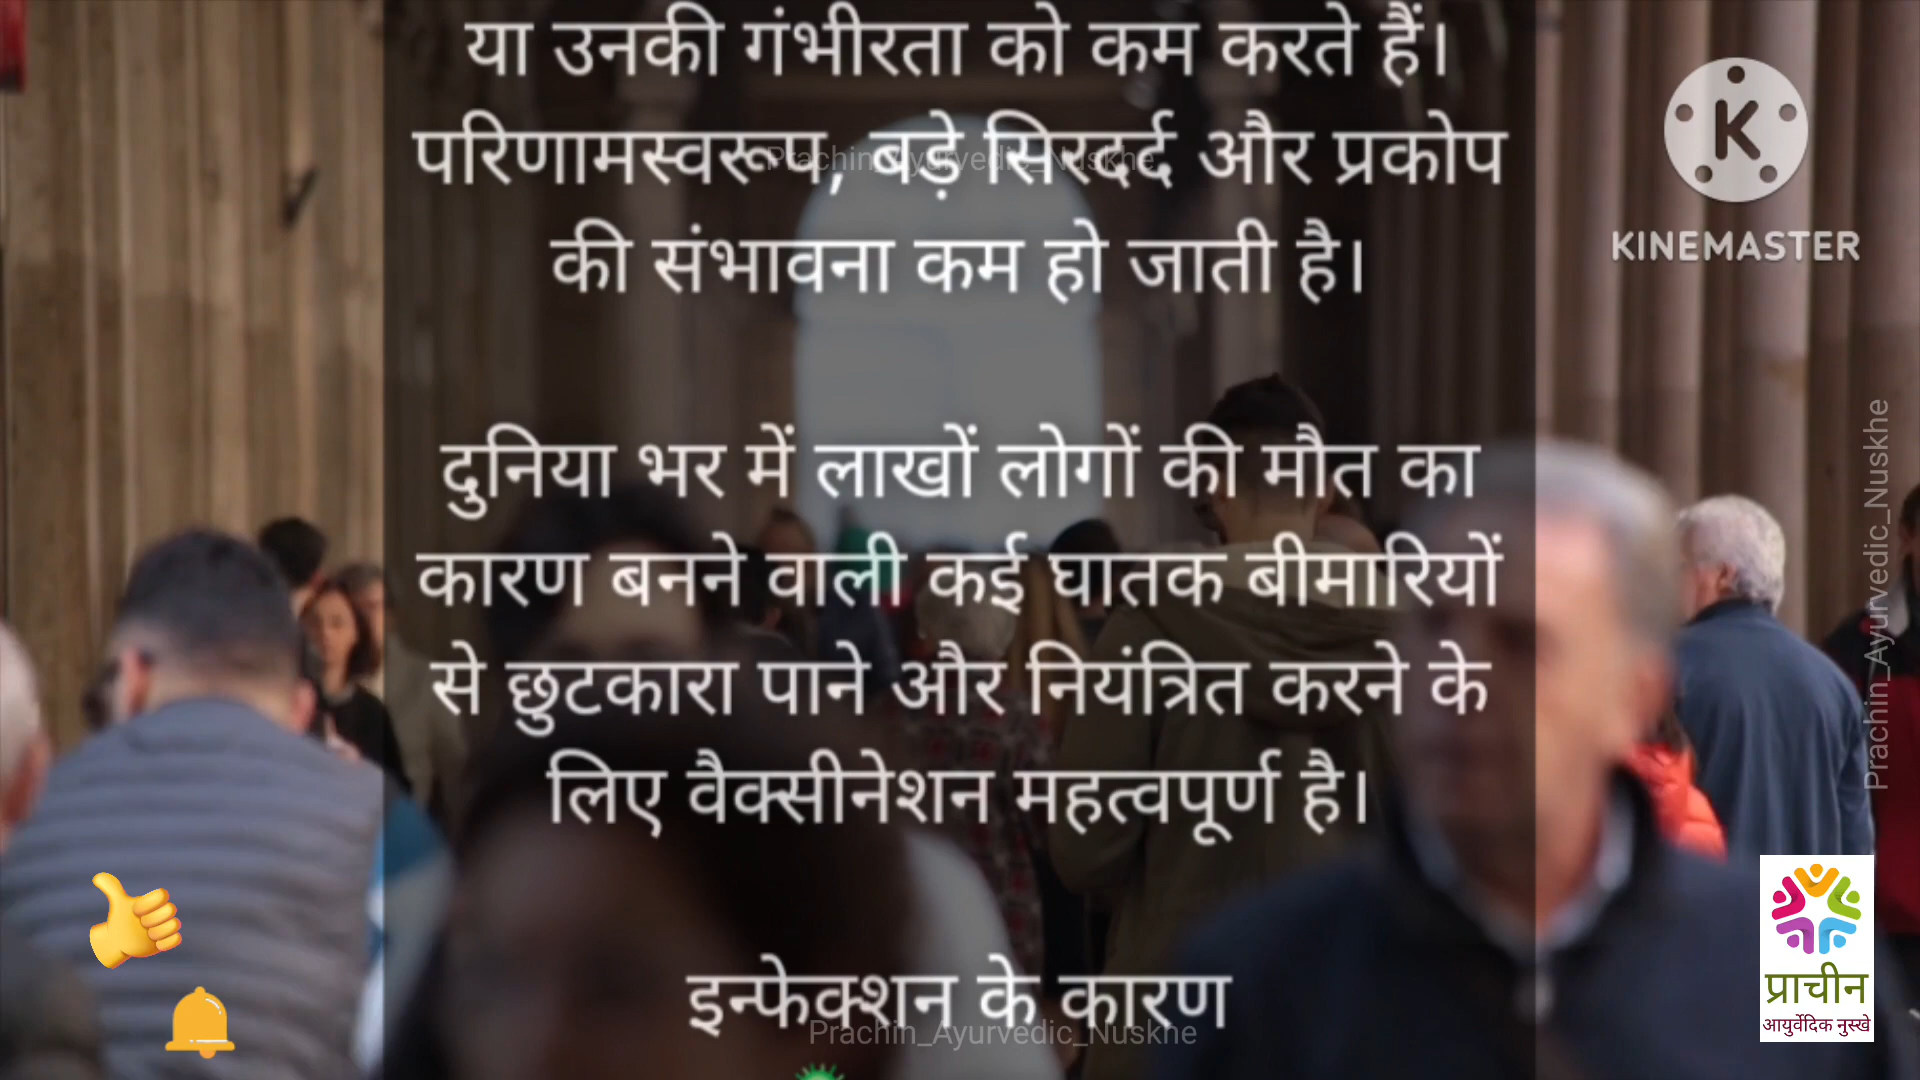 या उनकी गंभीरता को कम करते हैं।
परिणामस्वरूप, बड़े सिरदर्द और प्रकोप
की संभावना कम हो जाती है।
दुनिया भर में लाखों लोगों की मौत का
कारण बनने वाली कई घातक बीमारियों
से छुटकारा पाने और नियंत्रित करने के
लिए वैक्सीनेशन महत्वपूर्ण है।
इन्फेक्शन के कारण
Prachin_Ayurvedic_Nuskhe
Prachin_Ayurvedic_Nuskhe
K
KINEMASTER
Prachin_Ayurvedic_Nuskhe
प्राचीन
आयुर्वेदिक नुस्खे